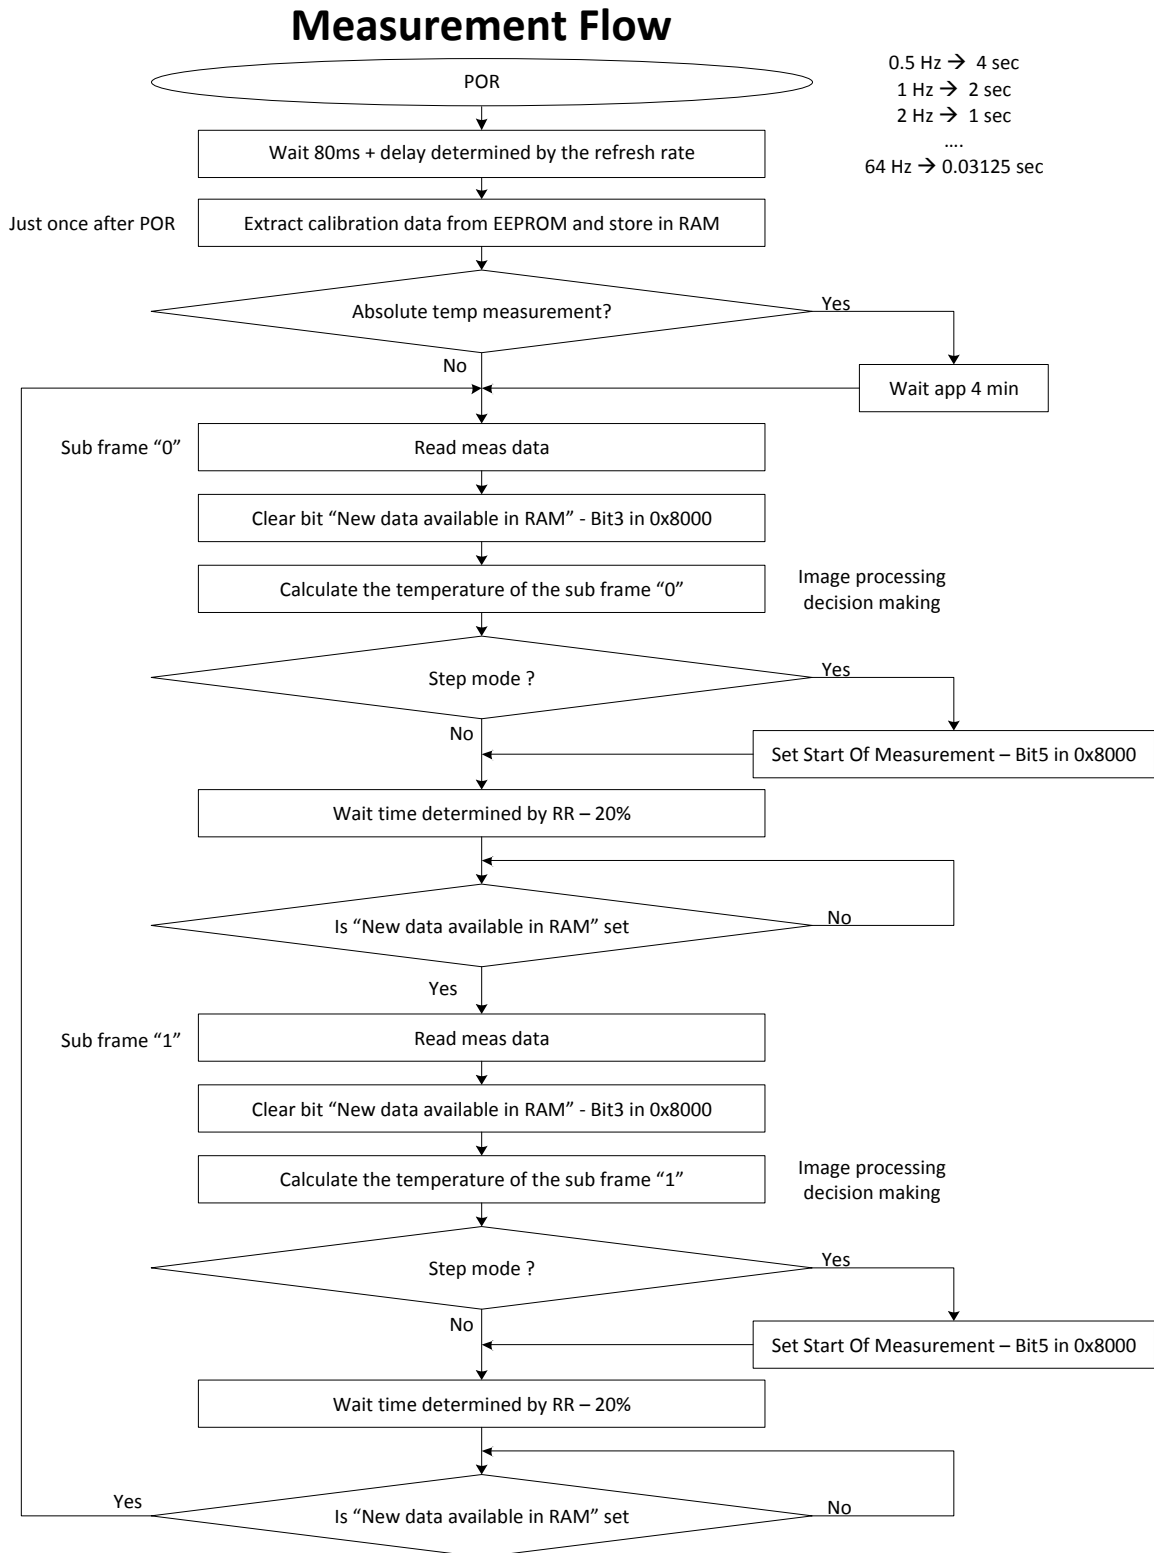 Measurement Flow
0.5 Hz → 4 sec
1 Hz → 2 sec
2 Hz → 1 sec
....
64 Hz → 0.03125 sec
POR
Wait 80ms + delay determined by the refresh rate
Just once after POR
Extract calibration data from EEPROM and store in RAM
Absolute temp measurement?
Yes
No
Wait app 4 min
Sub frame “0”
Read meas data
Clear bit “New data available in RAM” - Bit3 in 0x8000
Calculate the temperature of the sub frame “0”
Image processing
decision making
Step mode ?
Yes
No
Set Start Of Measurement – Bit5 in 0x8000
Wait time determined by RR – 20%
Is “New data available in RAM” set
No
Yes
Sub frame “1”
Read meas data
Clear bit “New data available in RAM” - Bit3 in 0x8000
Calculate the temperature of the sub frame “1”
Image processing
decision making
Step mode ?
Yes
No
Set Start Of Measurement – Bit5 in 0x8000
Wait time determined by RR – 20%
Yes
Is “New data available in RAM” set
No